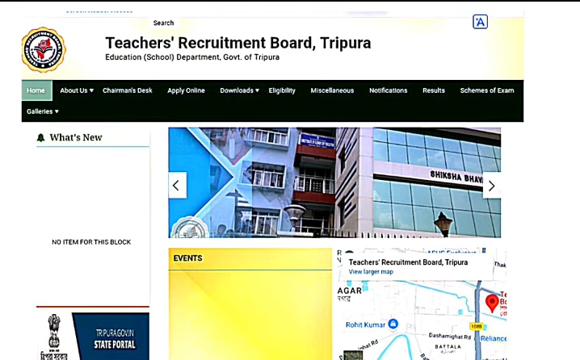 Search
Teachers' Recruitment Board, Tripura
Education (School) Department, Govt. of Tripura
Home About Us ▾ Chairman's Desk Apply Online Downloads ▾ Eligibility Miscellaneous Notifications Results Schemes of Exam
Galleries ▾
What's New
NO ITEM FOR THIS BLOCK
SHIKSHA BHAV
EVENTS
Teachers' Recruitment Board, Tripura
View larger map
Thak
AGAR
Rohit Kumar
Dashamighat Rd
BATTALA
Reliance
TRIPURA.GOV.IN
STATE PORTAL